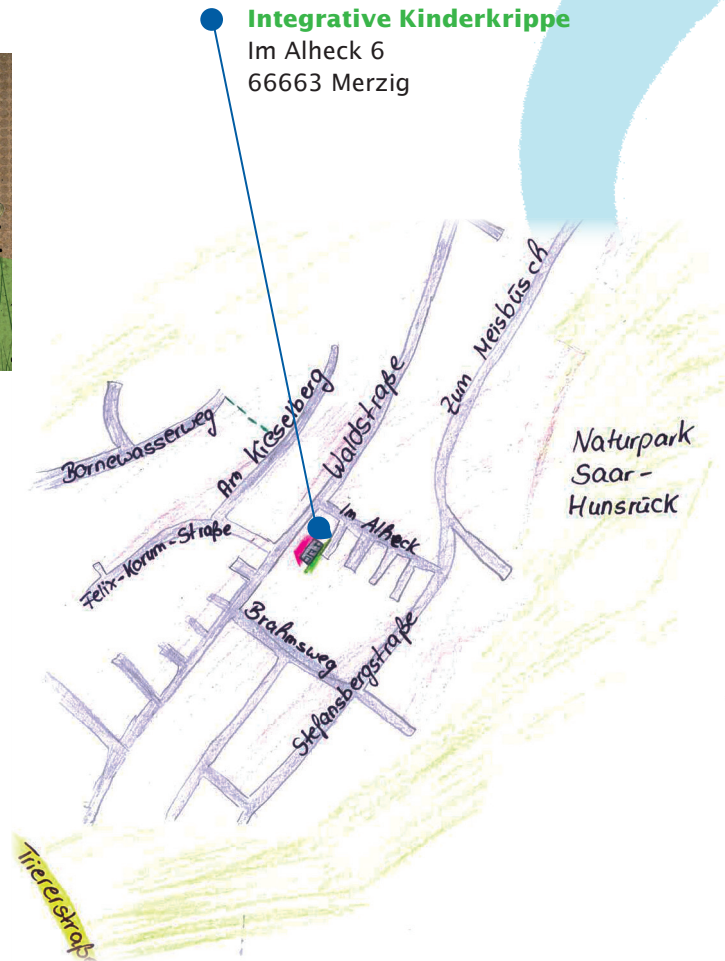 Integrative Kinderkrippe
Im Alheck 6
66663 Merzig
Zum Meisbüsch
Waldstraße
Am Kieselberg
Bornewasserweg
Naturpark
Saar-
Hunsrück
Im Alheck
Felix-Korum-Straße
Brahmsweg
Stefansbergstraße
Triererstraße